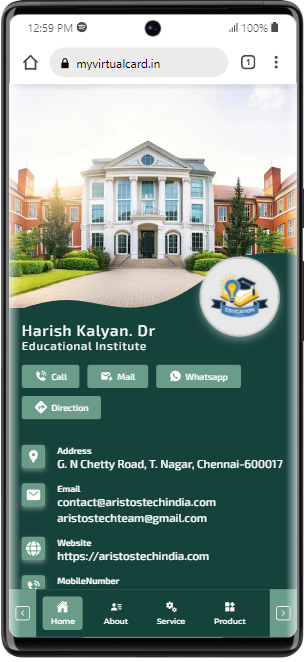 12:59 PM
100%
myvirtualcard.in
1
EDUCATION
Harish Kalyan. Dr
Educational Institute
Call
Mail
Whatsapp
Direction
Address
G. N Chetty Road, T. Nagar, Chennai-600017
Email
contact@aristostechindia.com
aristostechteam@gmail.com
Website
https://aristostechindia.com
MobileNumber
Home
About
Service
Product